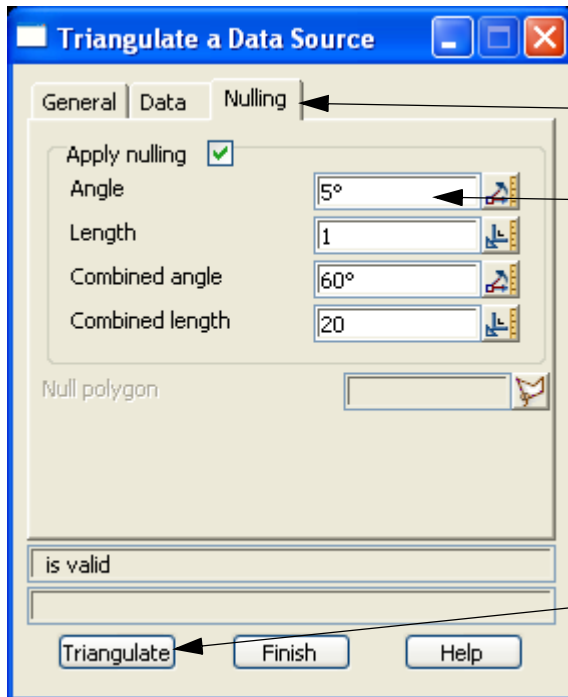 Triangulate a Data Source
General Data Nulling
Apply nulling
Angle 5°
Length 1
Combined angle 60°
Combined length 20
Null polygon
is valid
Triangulate Finish Help